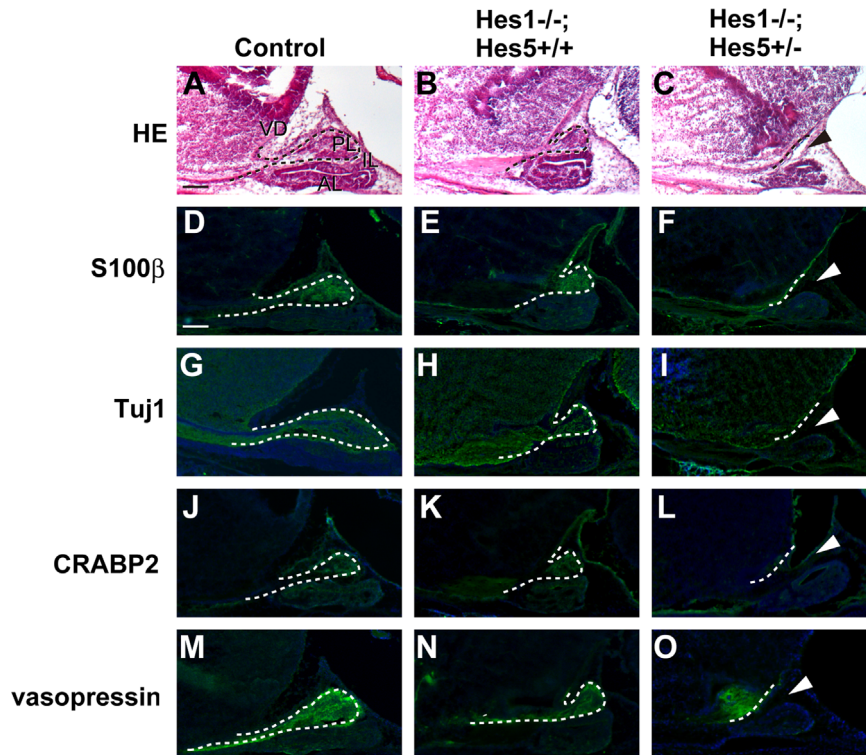 Control
Hes1-/-;
Hes5+/+
Hes1-/-;
Hes5+/-
HE
A
VD
PL
IL
AL
B
C
S100β
D
E
F
Tuj1
G
H
I
CRABP2
J
K
L
vasopressin
M
N
O